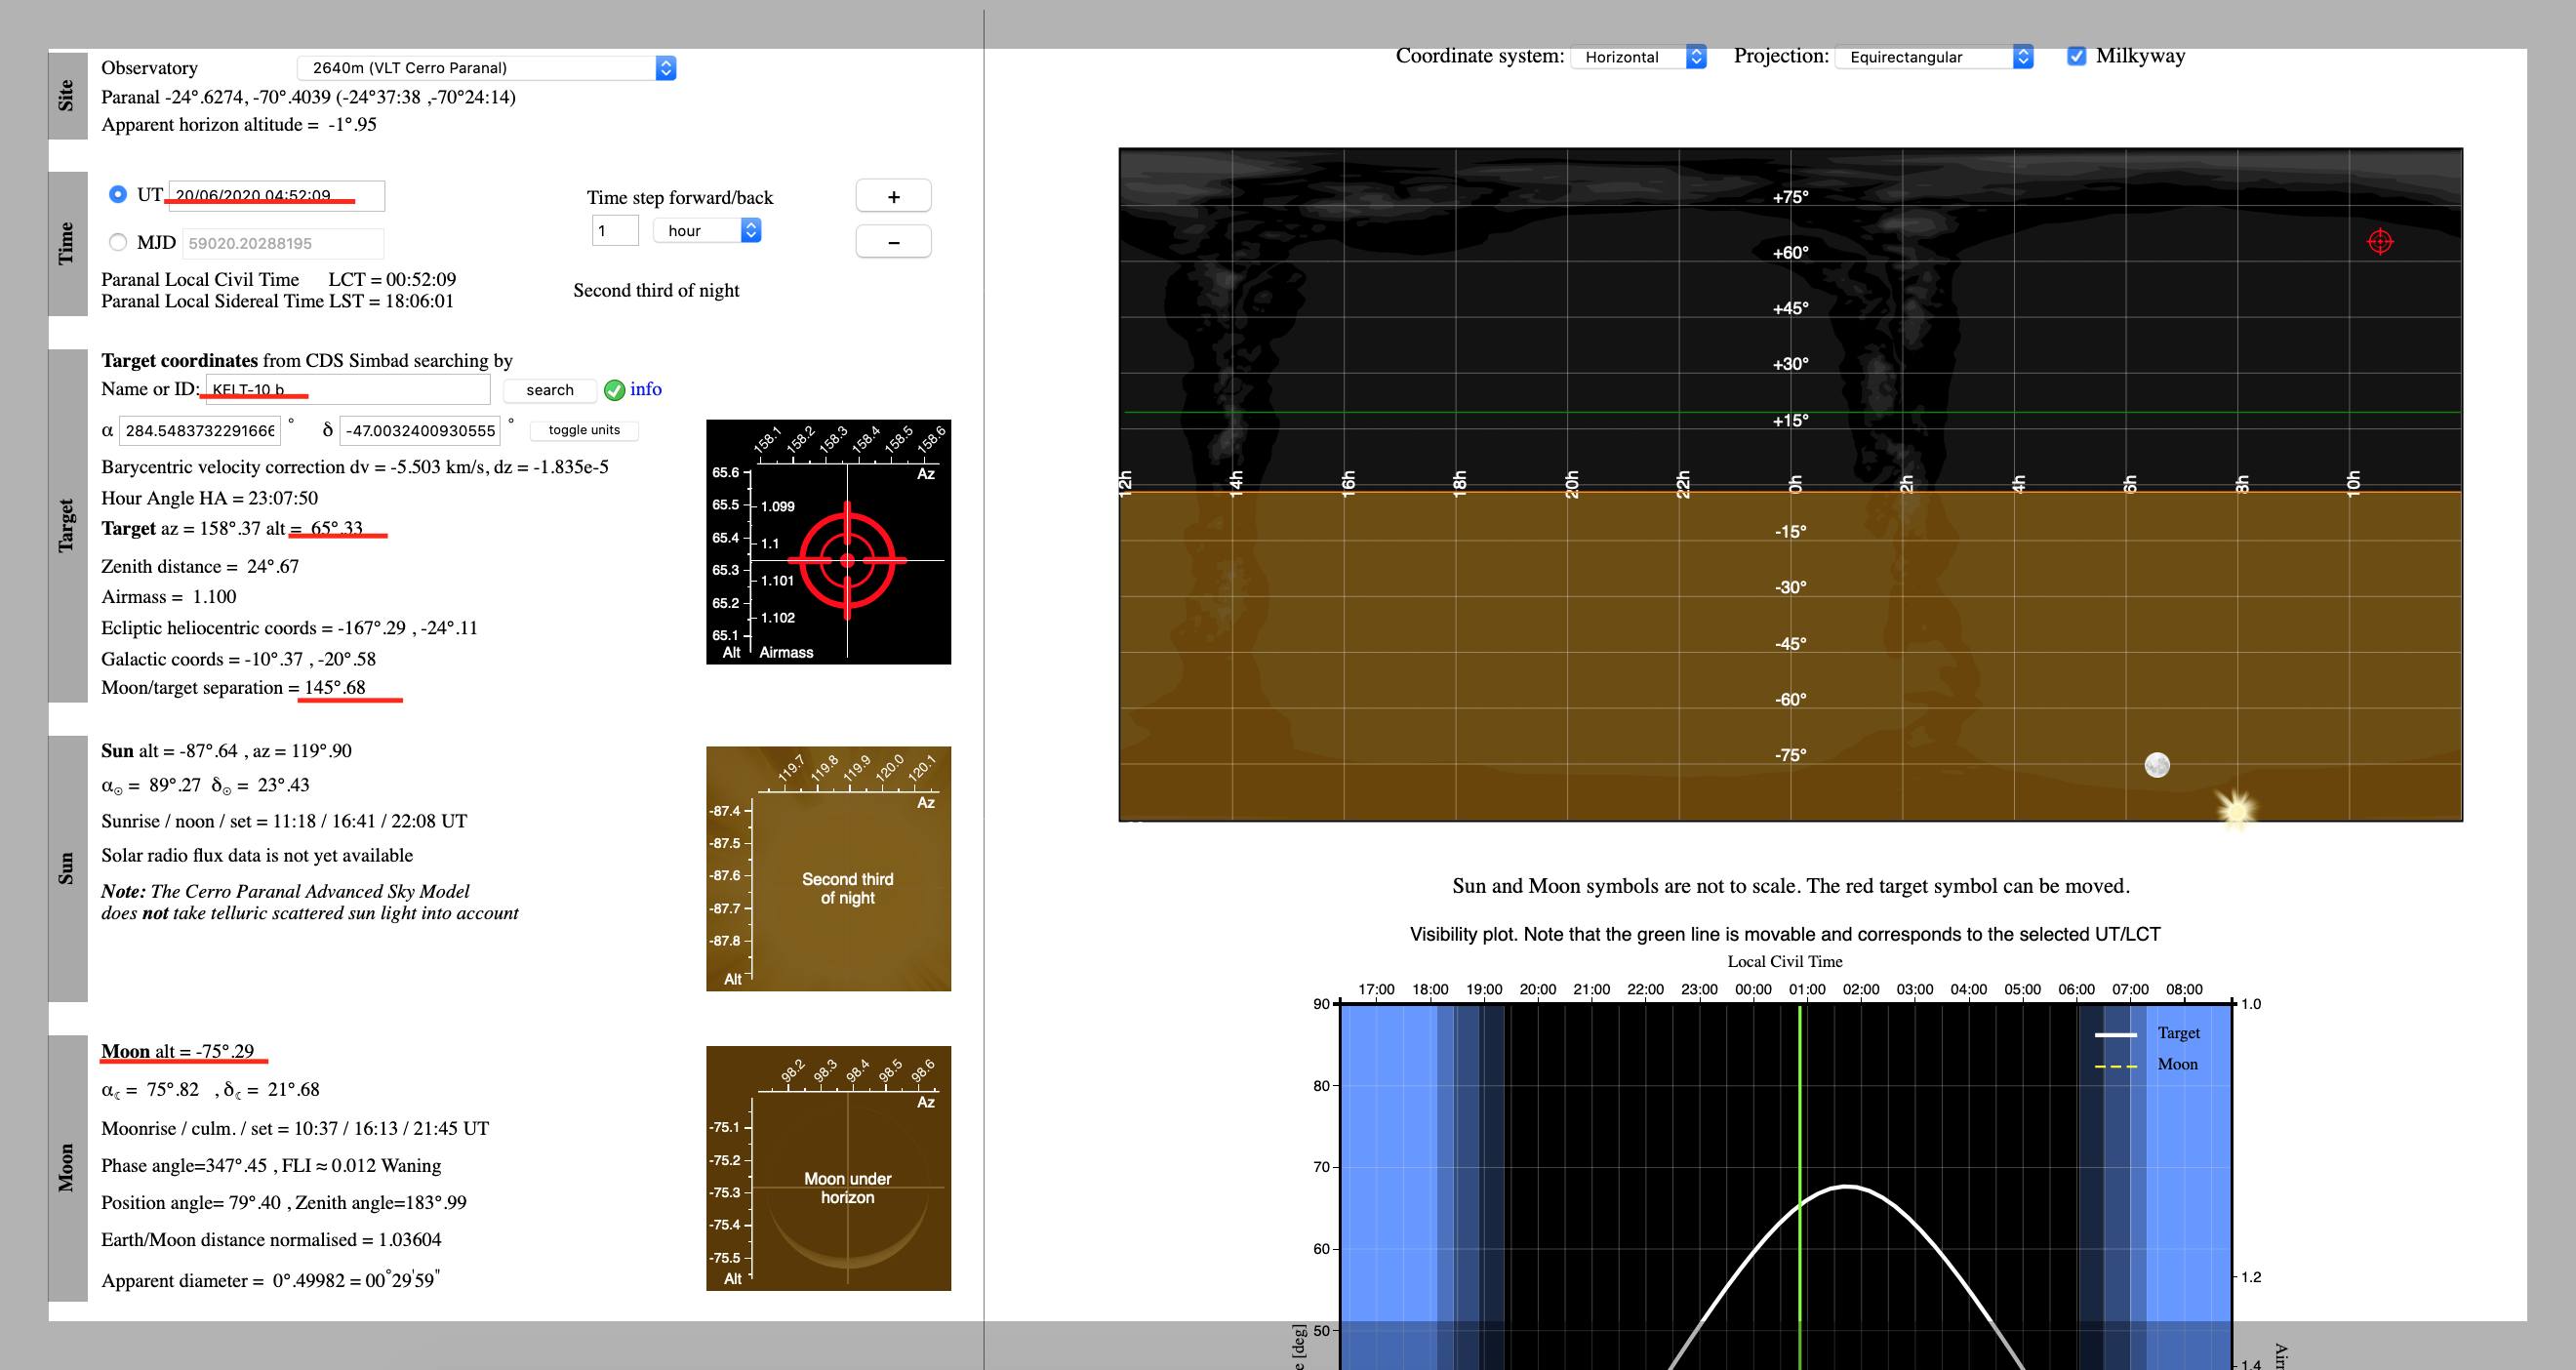 Site
Observatory 2640m (VLT Cerro Paranal)
Paranal -24°.6274, -70°.4039 (-24°37:38 ,-70°24:14)
Apparent horizon altitude = -1°.95
Time
UT 20/06/2020 04:52:09
Time step forward/back
+
1 hour
MJD 59020.20288195
−
Paranal Local Civil Time LCT = 00:52:09
Paranal Local Sidereal Time LST = 18:06:01
Second third of night
Target
Target coordinates from CDS Simbad searching by
Name or ID: KELT-10 b search info
α 284.5483732291666 ° δ -47.0032400930555 ° toggle units
Barycentric velocity correction dv = -5.503 km/s, dz = -1.835e-5
Hour Angle HA = 23:07:50
Target az = 158°.37 alt = 65°.33
Zenith distance = 24°.67
Airmass = 1.100
Ecliptic heliocentric coords = -167°.29 , -24°.11
Galactic coords = -10°.37 , -20°.58
Moon/target separation = 145°.68
158.1 158.2 158.3 158.4 158.5 158.6
Az
65.6
65.5 1.099
65.4 1.1
65.3 1.101
65.2 1.102
65.1
Alt Airmass
Sun
Sun alt = -87°.64 , az = 119°.90
α☉ = 89°.27 δ☉ = 23°.43
Sunrise / noon / set = 11:18 / 16:41 / 22:08 UT
Solar radio flux data is not yet available
Note: The Cerro Paranal Advanced Sky Model
does not take telluric scattered sun light into account
119.7 119.8 119.9 120.0 120.1
Az
-87.4
-87.5
-87.6
-87.7
-87.8
Alt
Second third
of night
Moon
Moon alt = -75°.29
α☾ = 75°.82 , δ☾ = 21°.68
Moonrise / culm. / set = 10:37 / 16:13 / 21:45 UT
Phase angle=347°.45 , FLI ≈ 0.012 Waning
Position angle= 79°.40 , Zenith angle=183°.99
Earth/Moon distance normalised = 1.03604
Apparent diameter = 0°.49982 = 00°29'59"
98.2 98.3 98.4 98.5 98.6
Az
-75.1
-75.2
-75.3
-75.4
-75.5
Alt
Moon under
horizon
Coordinate system: Horizontal Projection: Equirectangular Milkyway
+75°
+60°
+45°
+30°
+15°
12h 14h 16h 18h 20h 22h 0h 2h 4h 6h 8h 10h
-15°
-30°
-45°
-60°
-75°
Sun and Moon symbols are not to scale. The red target symbol can be moved.
Visibility plot. Note that the green line is movable and corresponds to the selected UT/LCT
Local Civil Time
17:00 18:00 19:00 20:00 21:00 22:00 23:00 00:00 01:00 02:00 03:00 04:00 05:00 06:00 07:00 08:00
90 1.0
Target
Moon
80
70
60
1.2
50
1.4
[deg]